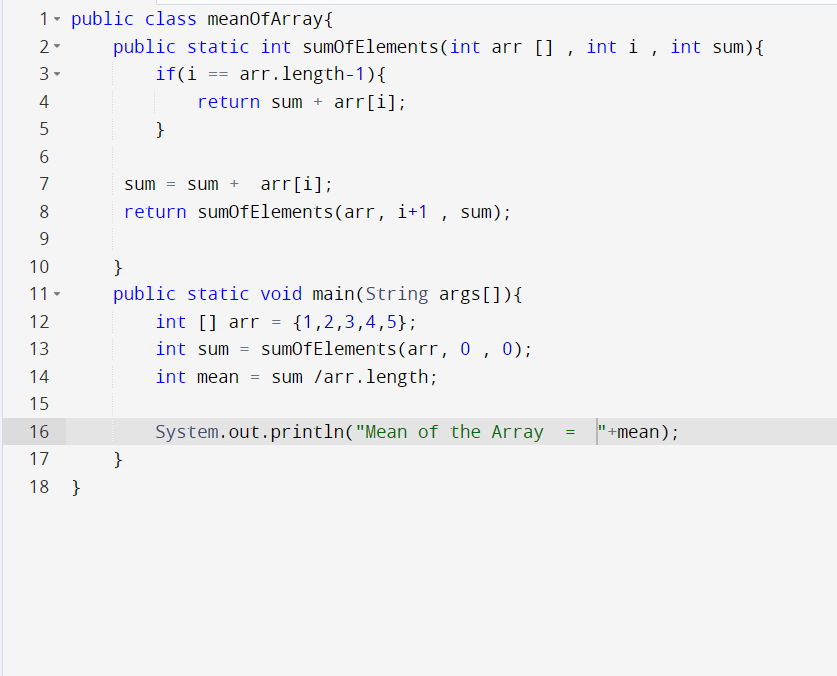 1 public class meanOfArray{
2 public static int sumOfElements(int arr [] , int i , int sum){
3 if(i == arr.length-1){
4 return sum + arr[i];
5 }
6
7 sum = sum +  arr[i];
8 return sumOfElements(arr, i+1 , sum);
9
10 }
11 public static void main(String args[]){
12 int [] arr = {1,2,3,4,5};
13 int sum = sumOfElements(arr, 0 , 0);
14 int mean = sum /arr.length;
15
16 System.out.println("Mean of the Array  =  "+mean);
17 }
18 }